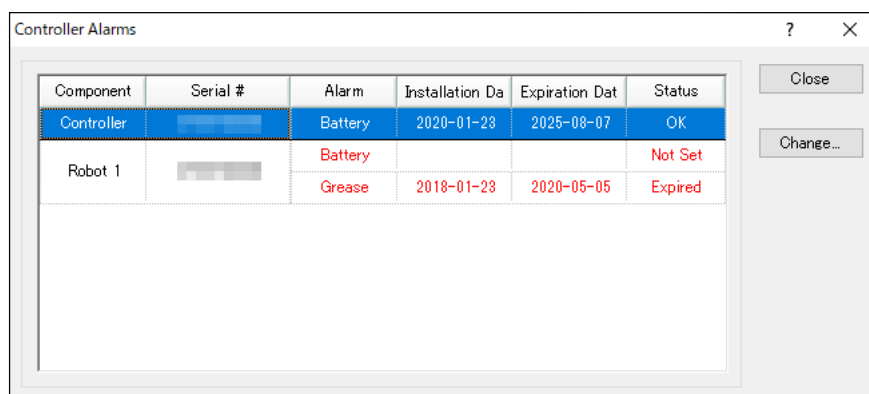 Controller Alarms ?
Close
Component Serial # Alarm Installation Da Expiration Dat Status
Controller Battery 2020-01-23 2025-08-07 OK
Change...
Robot 1 Battery Not Set
Grease 2018-01-23 2020-05-05 Expired